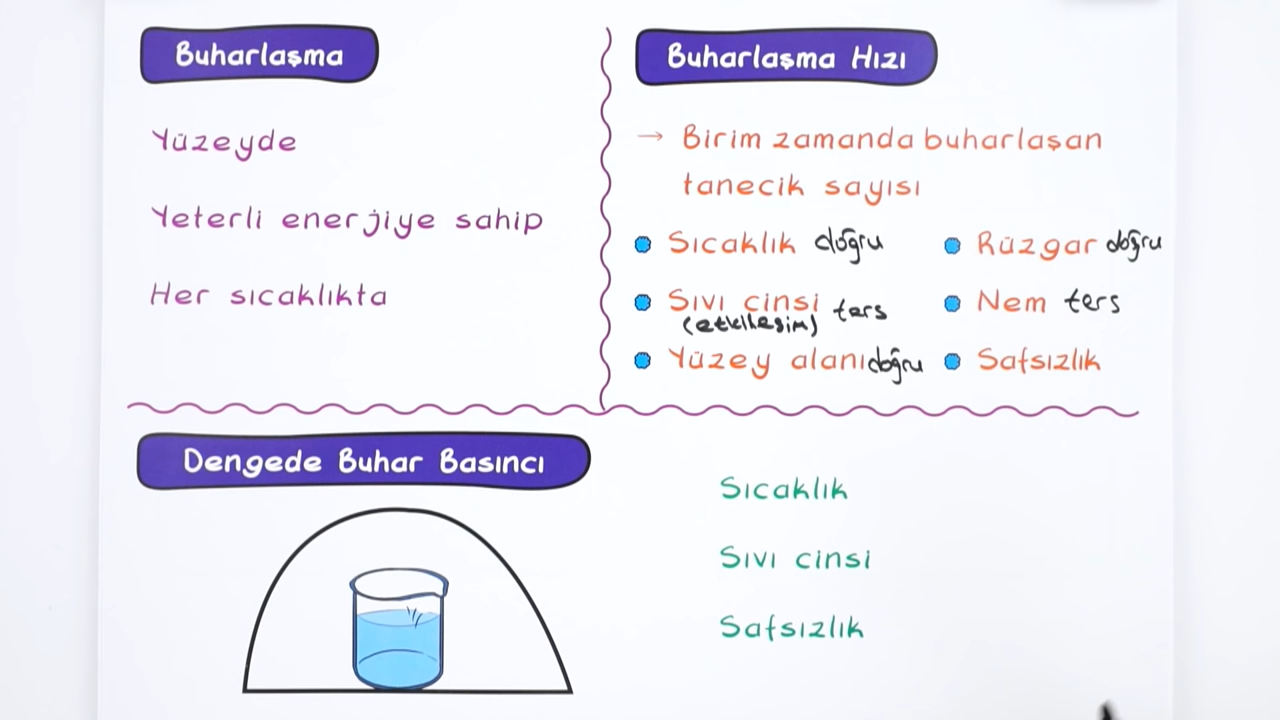 Buharlaşma
Yüzeyde
Yeterli enerjiye sahip
Her sıcaklıkta
Buharlaşma Hızı
→ Birim zamanda buharlaşan
tanecik sayısı
Sıcaklık doğru
Rüzgar doğru
Sıvı cinsi ters
(etkileşim)
Nem ters
Yüzey alanı doğru
Safsızlık
Dengede Buhar Basıncı
Sıcaklık
Sıvı cinsi
Safsızlık